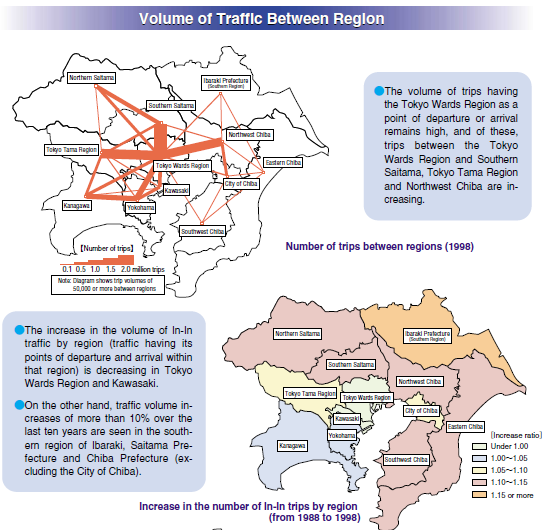 Volume of Traffic Between Region
Northern Saitama
Ibaraki Prefecture
(Southern Region)
Southern Saitama
Northwest Chiba
Tokyo Tama Region
Tokyo Wards Region
Eastern Chiba
City of Chiba
Kawasaki
Kanagawa
Yokohama
Southwest Chiba
【Number of trips】
0.1 0.5 1.0 1.5 2.0 million trips
Note: Diagram shows trip volumes of
50,000 or more between regions
The volume of trips having
the Tokyo Wards Region as a
point of departure or arrival
remains high, and of these,
trips between the Tokyo
Wards Region and Southern
Saitama, Tokyo Tama Region
and Northwest Chiba are in-
creasing.
Number of trips between regions (1998)
The increase in the volume of In-In
traffic by region (traffic having its
points of departure and arrival within
that region) is decreasing in Tokyo
Wards Region and Kawasaki.
On the other hand, traffic volume in-
creases of more than 10% over the
last ten years are seen in the south-
ern region of Ibaraki, Saitama Pre-
fecture and Chiba Prefecture (ex-
cluding the City of Chiba).
Northern Saitama
Ibaraki Prefecture
(Southern Region)
Southern Saitama
Northwest Chiba
Tokyo Tama Region
Tokyo Wards Region
City of Chiba
Kawasaki
Eastern Chiba
Yokohama
Kanagawa
Southwest Chiba
[Increase ratio]
Under 1.00
1.00~1.05
1.05~1.10
1.10~1.15
1.15 or more
Increase in the number of In-In trips by region
(from 1988 to 1998)